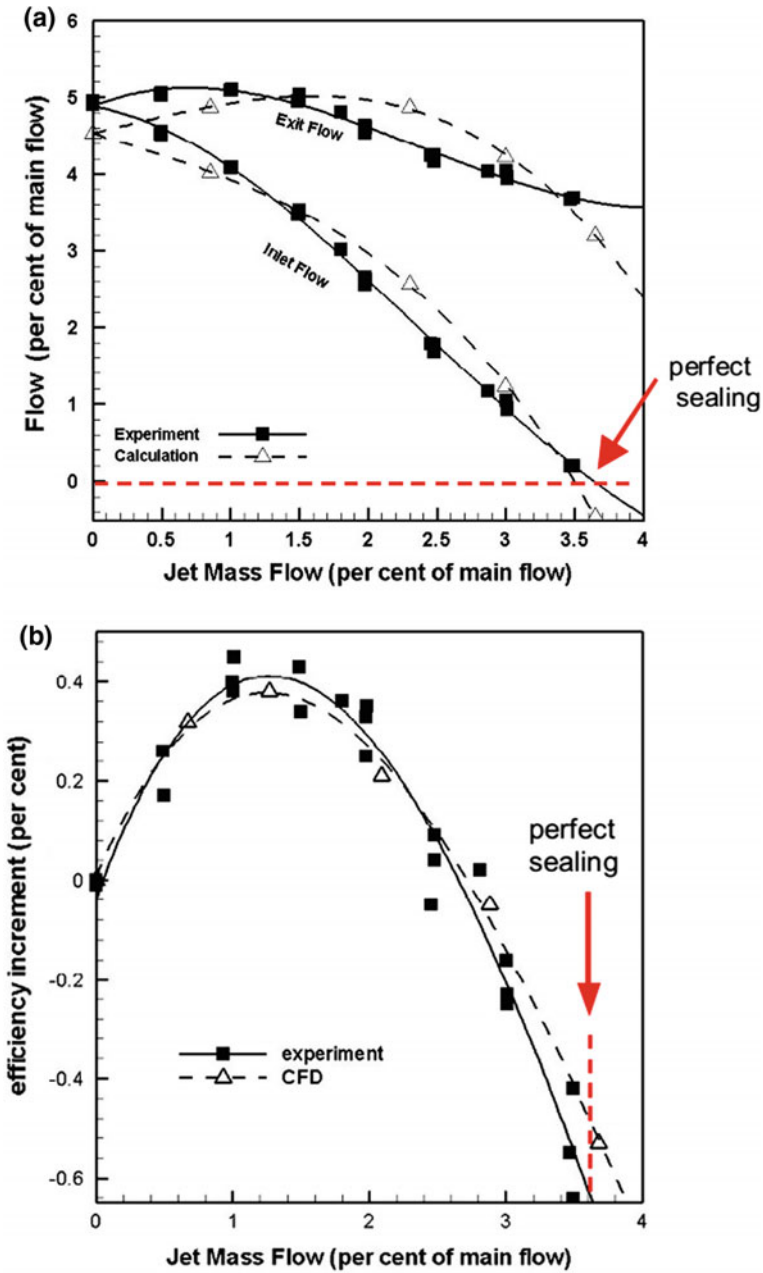 (a)
6
5
4
3
2
1
0
Flow (per cent of main flow)
Exit Flow
Inlet Flow
Experiment
Calculation
perfect
sealing
0 0.5 1 1.5 2 2.5 3 3.5 4
Jet Mass Flow (per cent of main flow)
(b)
0.4
0.2
0
-0.2
-0.4
-0.6
efficiency increment (per cent)
perfect
sealing
experiment
CFD
0 1 2 3 4
Jet Mass Flow (per cent of main flow)